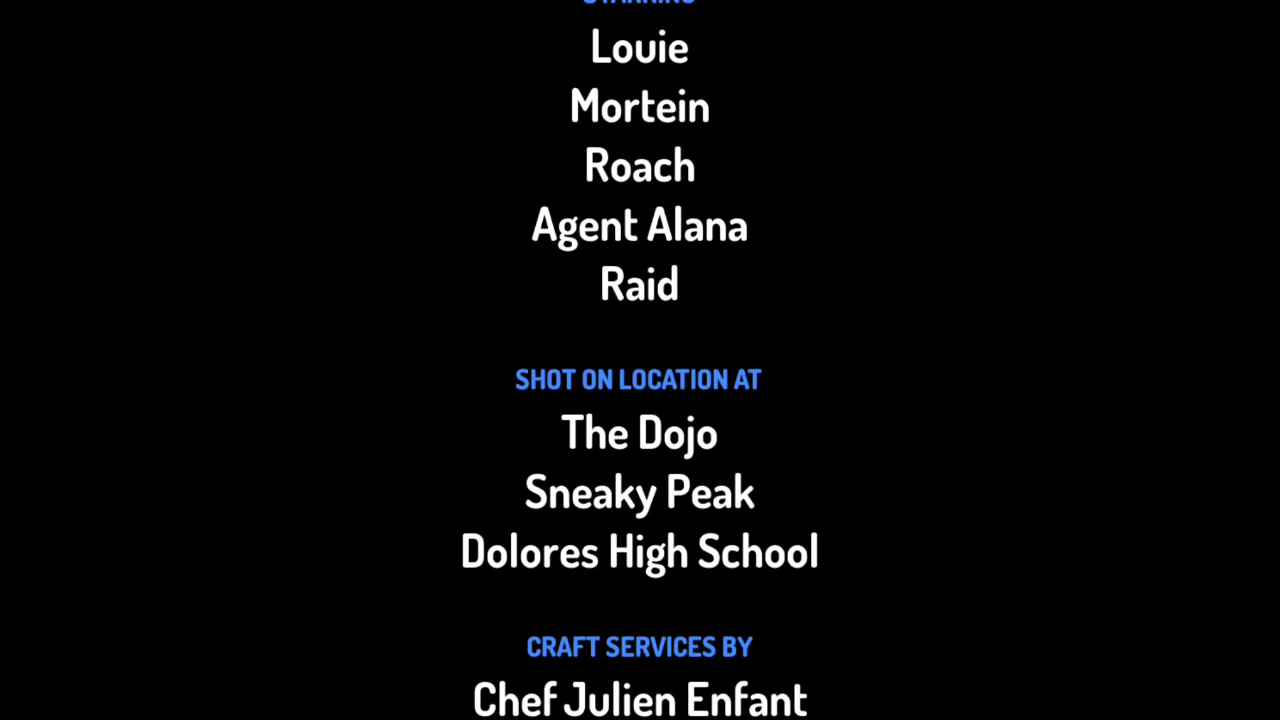 STARRING
Louie
Mortein
Roach
Agent Alana
Raid
SHOT ON LOCATION AT
The Dojo
Sneaky Peak
Dolores High School
CRAFT SERVICES BY
Chef Julien Enfant